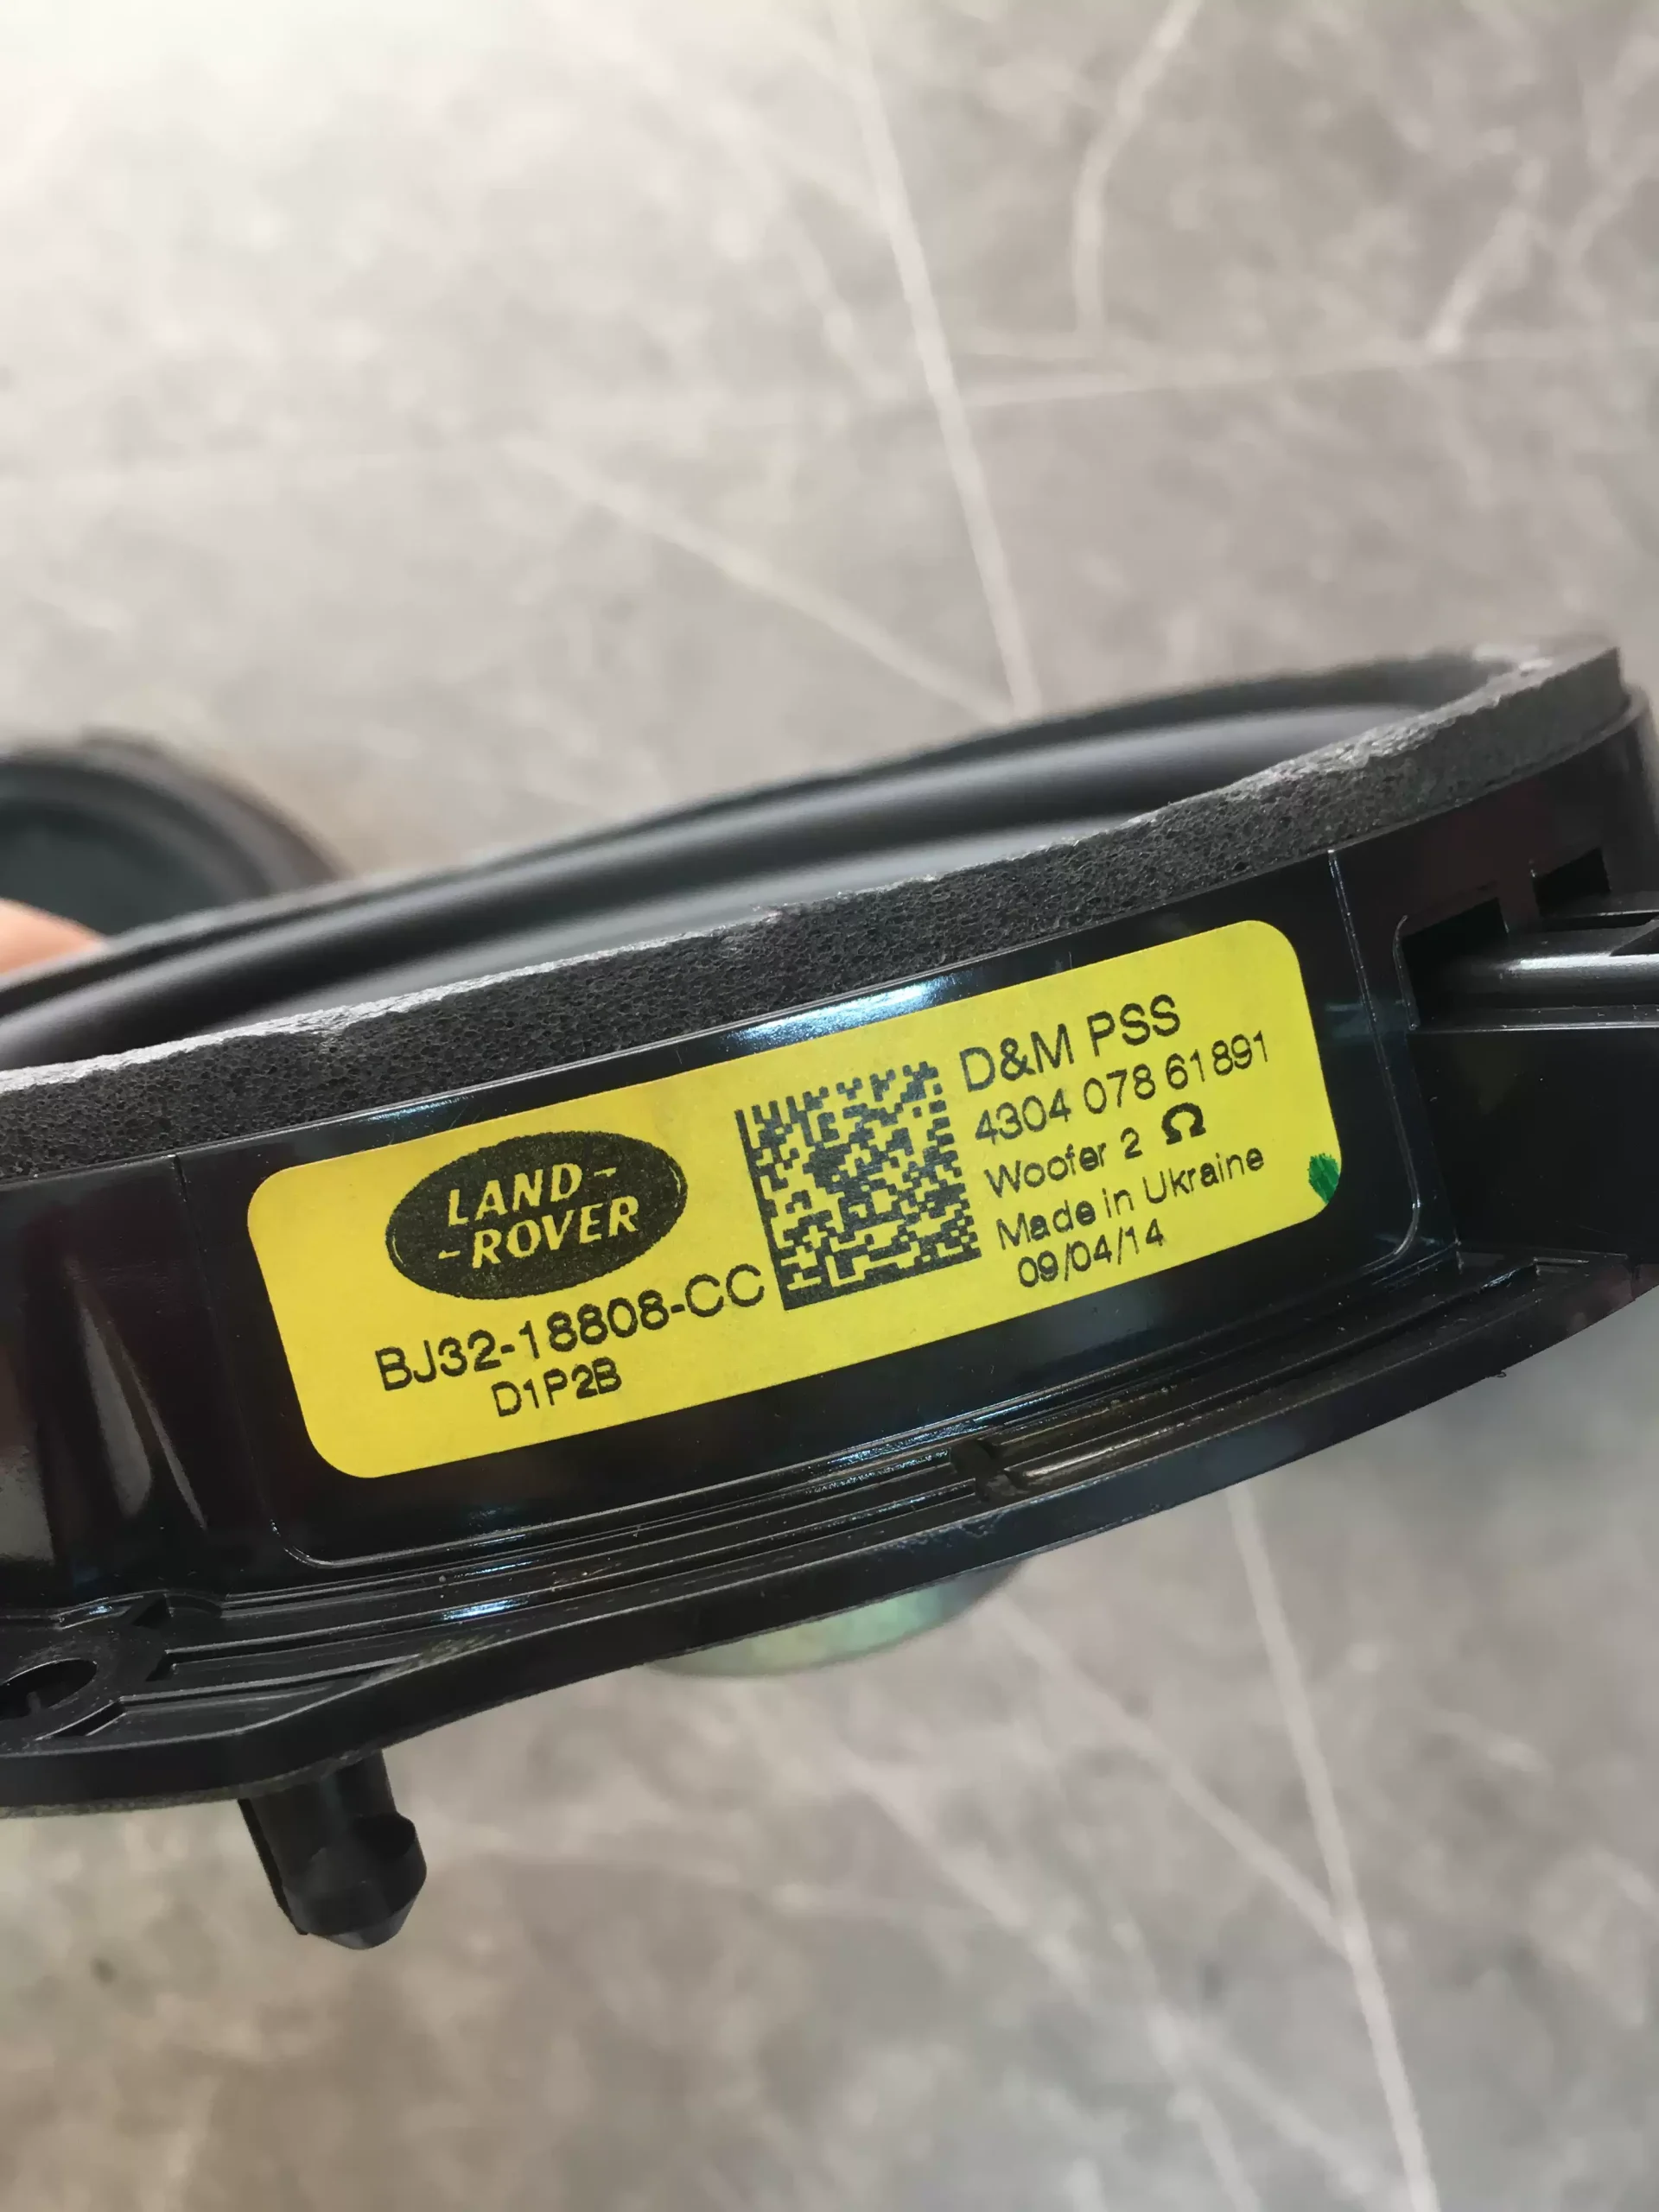 LAND-
-ROVER
BJ32-18808-CC
D1P2B
D&M PSS
4304 078 61891
Woofer 2 Ω
Made in Ukraine
09/04/14